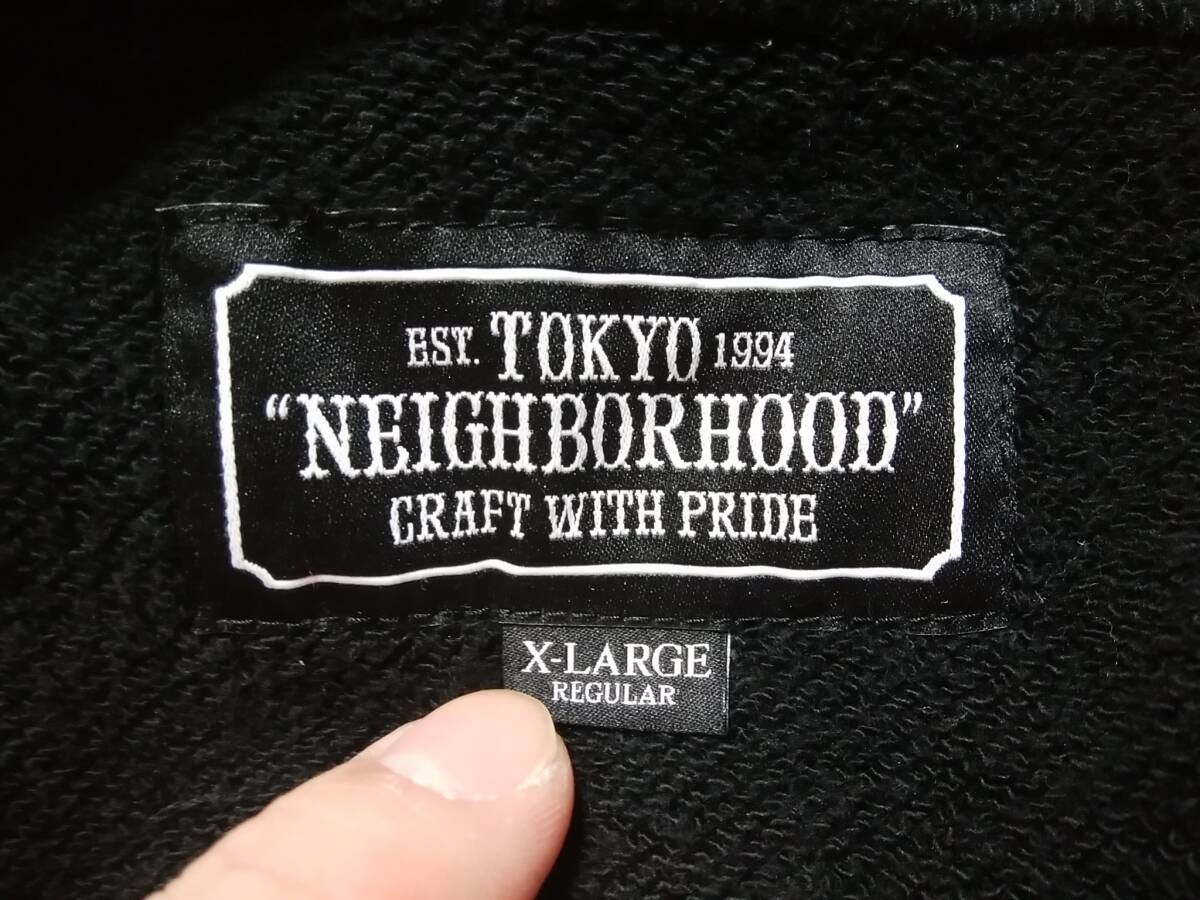 EST. TOKYO 1994
“NEIGHBORHOOD”
CRAFT WITH PRIDE
X-LARGE
REGULAR